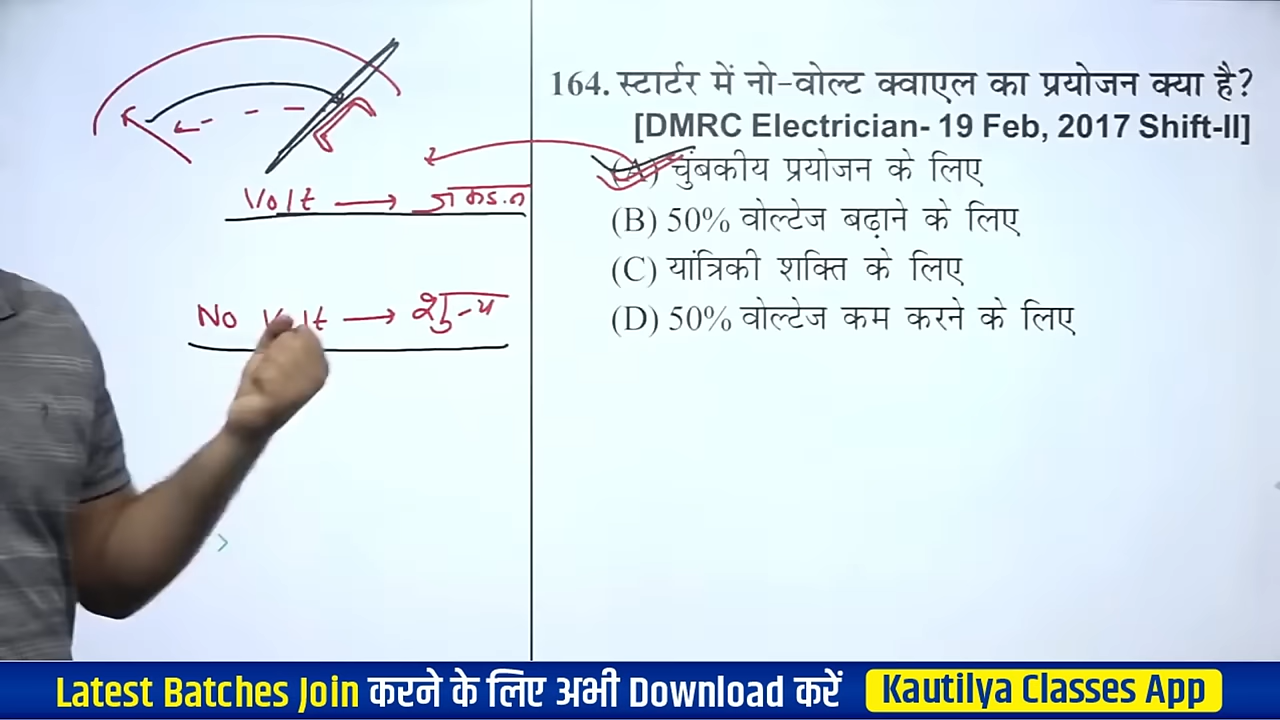 Volt → जकड़न
No Volt → शून्य
164. स्टार्टर में नो-वोल्ट क्वाएल का प्रयोजन क्या है?
[DMRC Electrician- 19 Feb, 2017 Shift-II]
(A) चुंबकीय प्रयोजन के लिए
(B) 50% वोल्टेज बढ़ाने के लिए
(C) यांत्रिकी शक्ति के लिए
(D) 50% वोल्टेज कम करने के लिए
Latest Batches Join करने के लिए अभी Download करें Kautilya Classes App